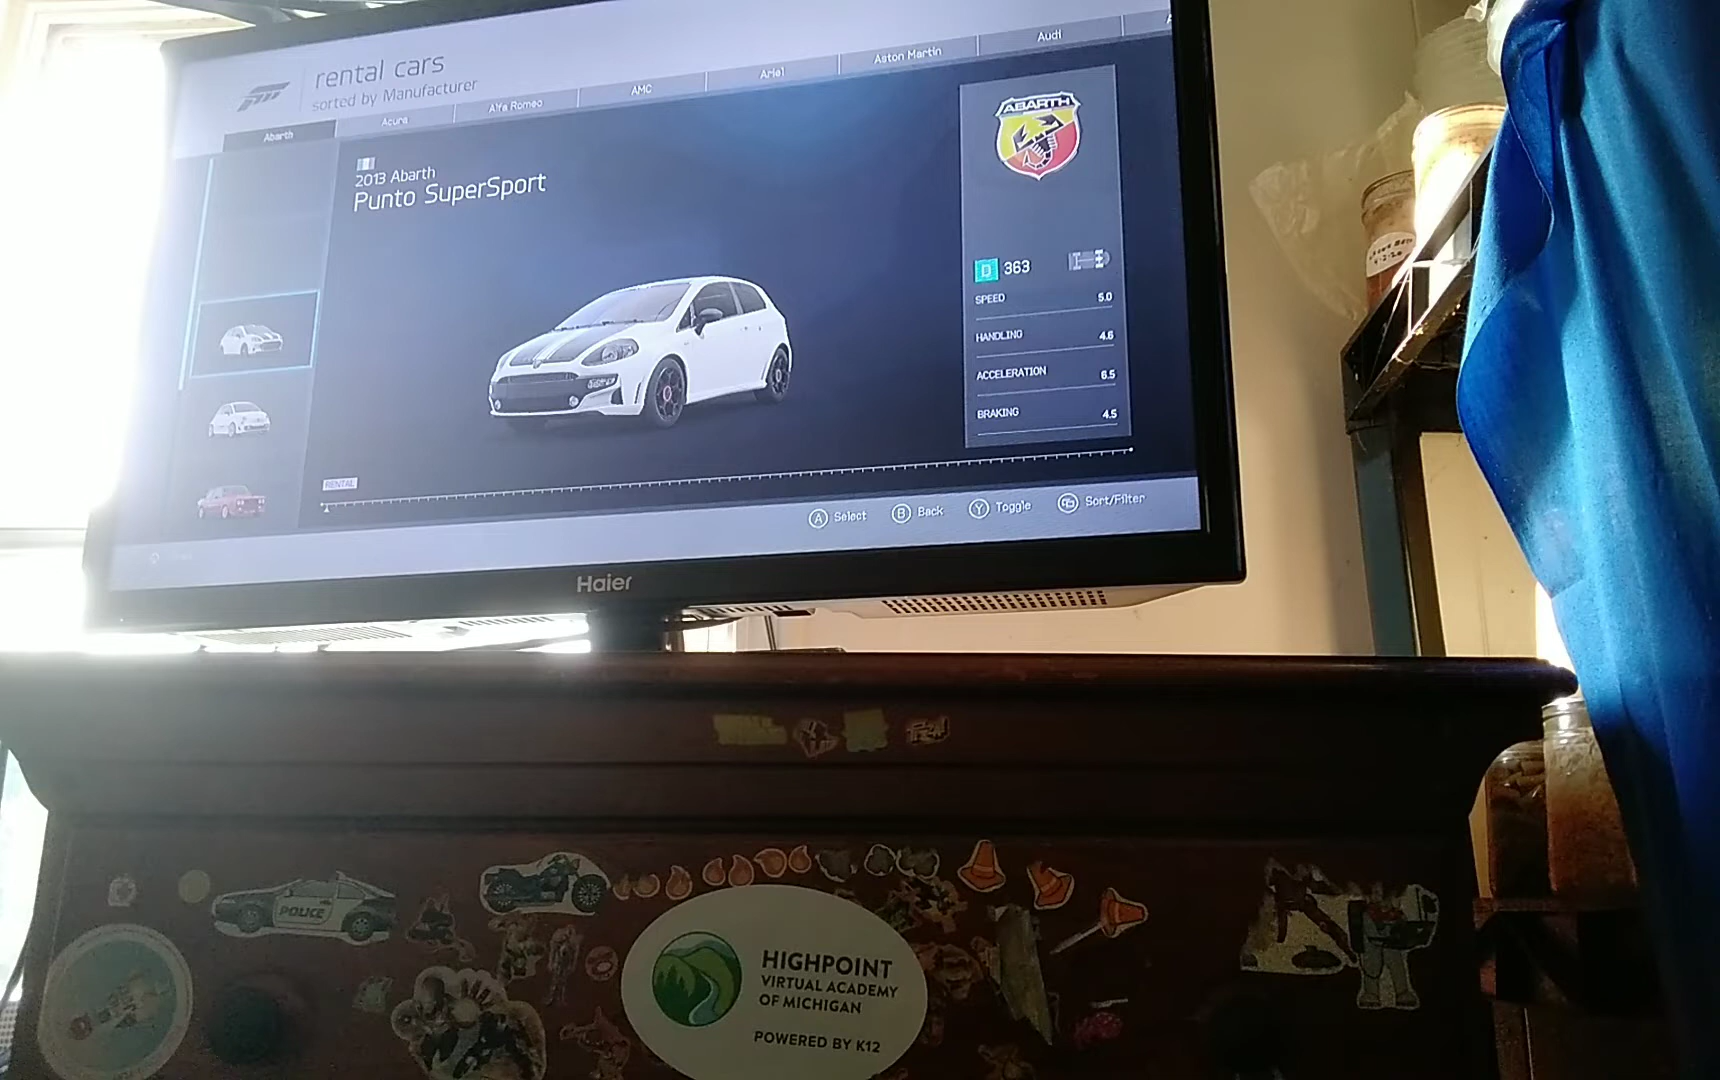 rental cars
sorted by Manufacturer
Abarth
Acura
Alfa Romeo
AMC
Ariel
Aston Martin
Audi
2013 Abarth
Punto SuperSport
ABARTH
D 363
SPEED 5.0
HANDLING 4.6
ACCELERATION 6.5
BRAKING 4.5
RENTAL
A Select
B Back
Y Toggle
Sort/Filter
Haier
POLICE
HIGHPOINT
VIRTUAL ACADEMY
OF MICHIGAN
POWERED BY K12